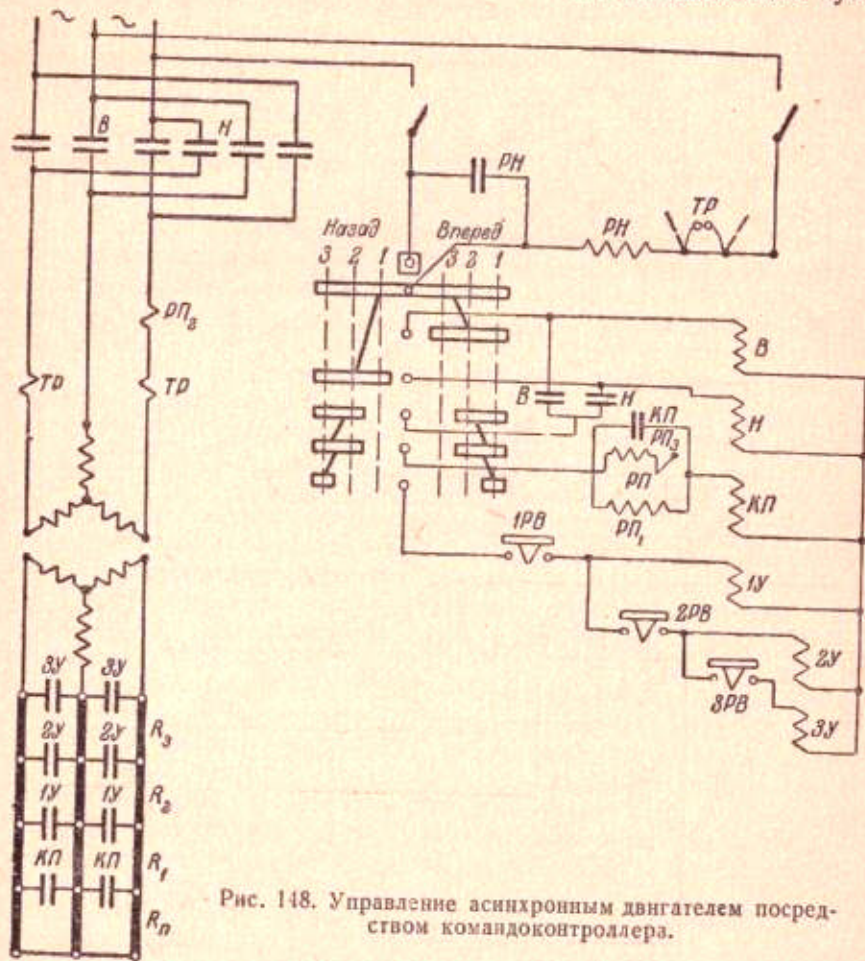 ~ ~
В Н
РН
Назад Вперед
РН ТР
3 2 1 3 2 1
РП₂
ТР ТР
В
В Н
КП Н
РП₃
РП
РП₁ КП
1РВ
1У
2РВ
2У
3РВ
3У
3У 3У
R₃
2У 2У
R₂
1У 1У
R₁
КП КП
Rп
Рис. 148. Управление асинхронным двигателем посред-
ством командоконтроллера.